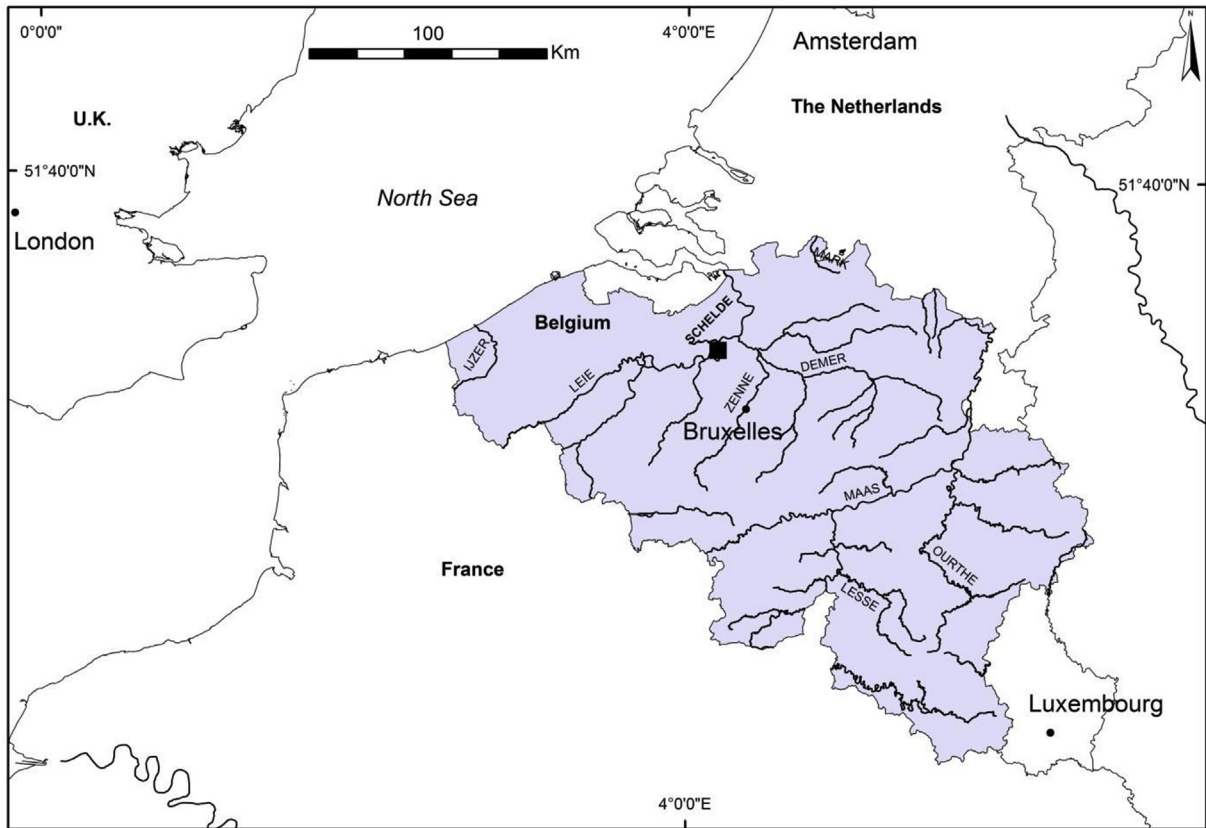 0°0'0"
4°0'0"E
N
100
Km
Amsterdam
The Netherlands
U.K.
51°40'0"N
51°40'0"N
North Sea
London
MARK
Belgium
SCHELDE
IJZER
LEIE
ZENNE
DEMER
Bruxelles
MAAS
France
OURTHE
LESSE
Luxembourg
4°0'0"E